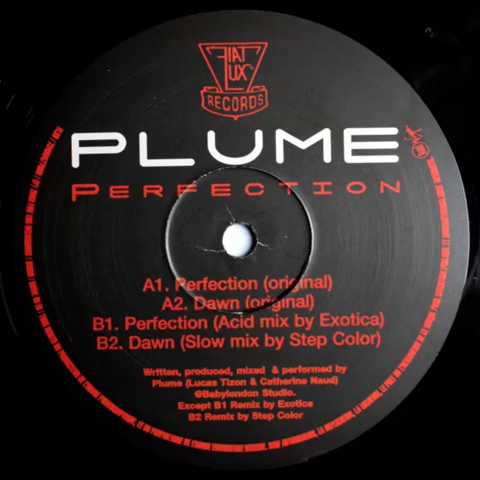 FIAT
LUX
RECORDS
PLUME
PERFECTION
A1. Perfection (original)
A2. Dawn (original)
B1. Perfection (Acid mix by Exotica)
B2. Dawn (Slow mix by Step Color)
Written, produced, mixed & performed by
Plume (Lucas Tizon & Catherine Naud)
@Babylondon Studio.
Except B1 Remix by Exotica
B2 Remix by Step Color